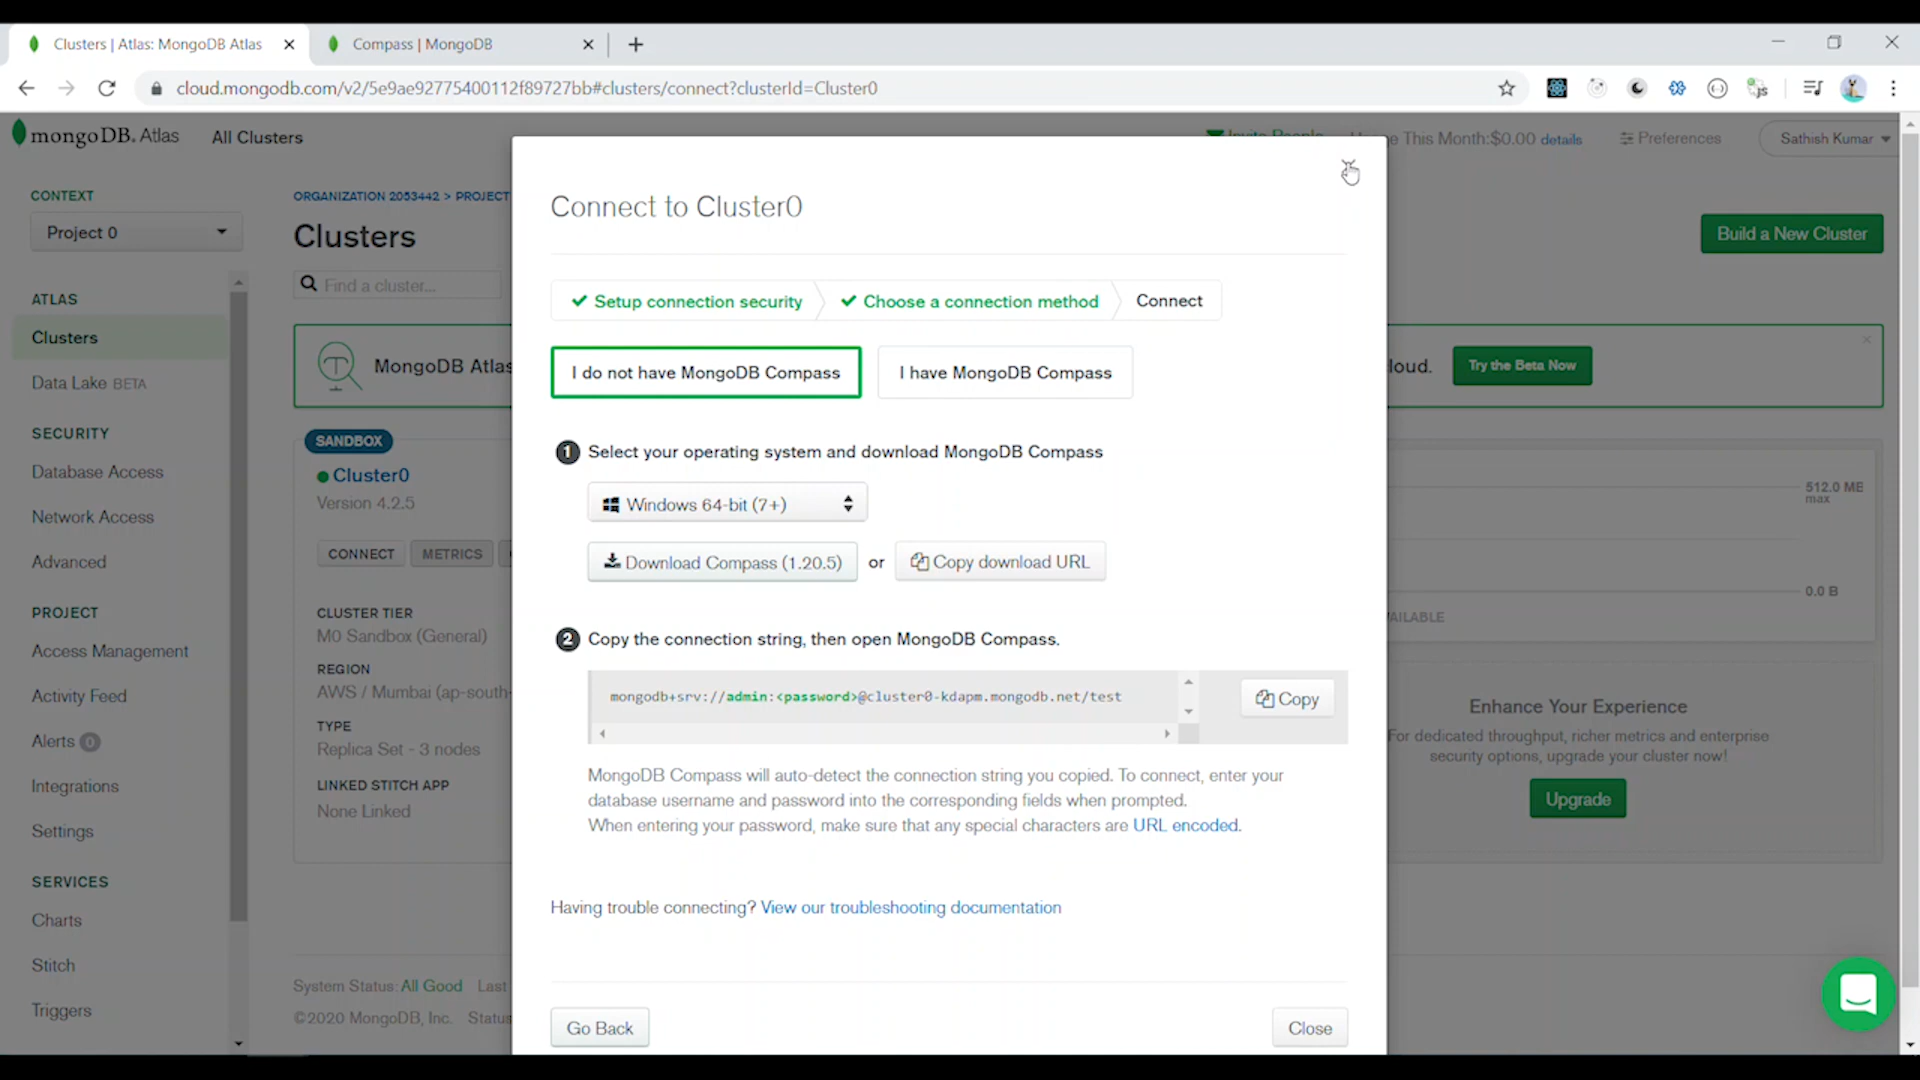 Clusters | Atlas: MongoDB Atlas
Compass | MongoDB
cloud.mongodb.com/v2/5e9ae92775400112f89727bb#clusters/connect?clusterId=Cluster0
mongoDB. Atlas
All Clusters
Invite People
e This Month:$0.00 details
Preferences
Sathish Kumar
CONTEXT
Project 0
ORGANIZATION 2053442 > PROJECT
Clusters
Find a cluster...
Build a New Cluster
ATLAS
Clusters
Data Lake BETA
SECURITY
Database Access
Network Access
Advanced
PROJECT
Access Management
Activity Feed
Alerts 0
Integrations
Settings
SERVICES
Charts
Stitch
Triggers
MongoDB Atlas
loud.
Try the Beta Now
SANDBOX
Cluster0
Version 4.2.5
CONNECT
METRICS
CLUSTER TIER
M0 Sandbox (General)
REGION
AWS / Mumbai (ap-south-
TYPE
Replica Set - 3 nodes
LINKED STITCH APP
None Linked
System Status: All Good Last
©2020 MongoDB, Inc. Status
Connect to Cluster0
Setup connection security
Choose a connection method
Connect
I do not have MongoDB Compass
I have MongoDB Compass
1 Select your operating system and download MongoDB Compass
Windows 64-bit (7+)
Download Compass (1.20.5)
or
Copy download URL
2 Copy the connection string, then open MongoDB Compass.
mongodb+srv://admin:<password>@cluster0-kdapm.mongodb.net/test
Copy
MongoDB Compass will auto-detect the connection string you copied. To connect, enter your
database username and password into the corresponding fields when prompted.
When entering your password, make sure that any special characters are URL encoded.
Having trouble connecting? View our troubleshooting documentation
Go Back
Close
512.0 MB
max
0.0 B
AILABLE
Enhance Your Experience
For dedicated throughput, richer metrics and enterprise
security options, upgrade your cluster now!
Upgrade